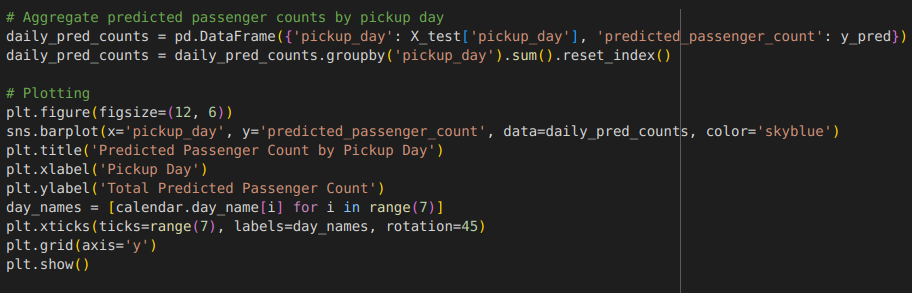 # Aggregate predicted passenger counts by pickup day
daily_pred_counts = pd.DataFrame({'pickup_day': X_test['pickup_day'], 'predicted_passenger_count': y_pred})
daily_pred_counts = daily_pred_counts.groupby('pickup_day').sum().reset_index()
# Plotting
plt.figure(figsize=(12, 6))
sns.barplot(x='pickup_day', y='predicted_passenger_count', data=daily_pred_counts, color='skyblue')
plt.title('Predicted Passenger Count by Pickup Day')
plt.xlabel('Pickup Day')
plt.ylabel('Total Predicted Passenger Count')
day_names = [calendar.day_name[i] for i in range(7)]
plt.xticks(ticks=range(7), labels=day_names, rotation=45)
plt.grid(axis='y')
plt.show()